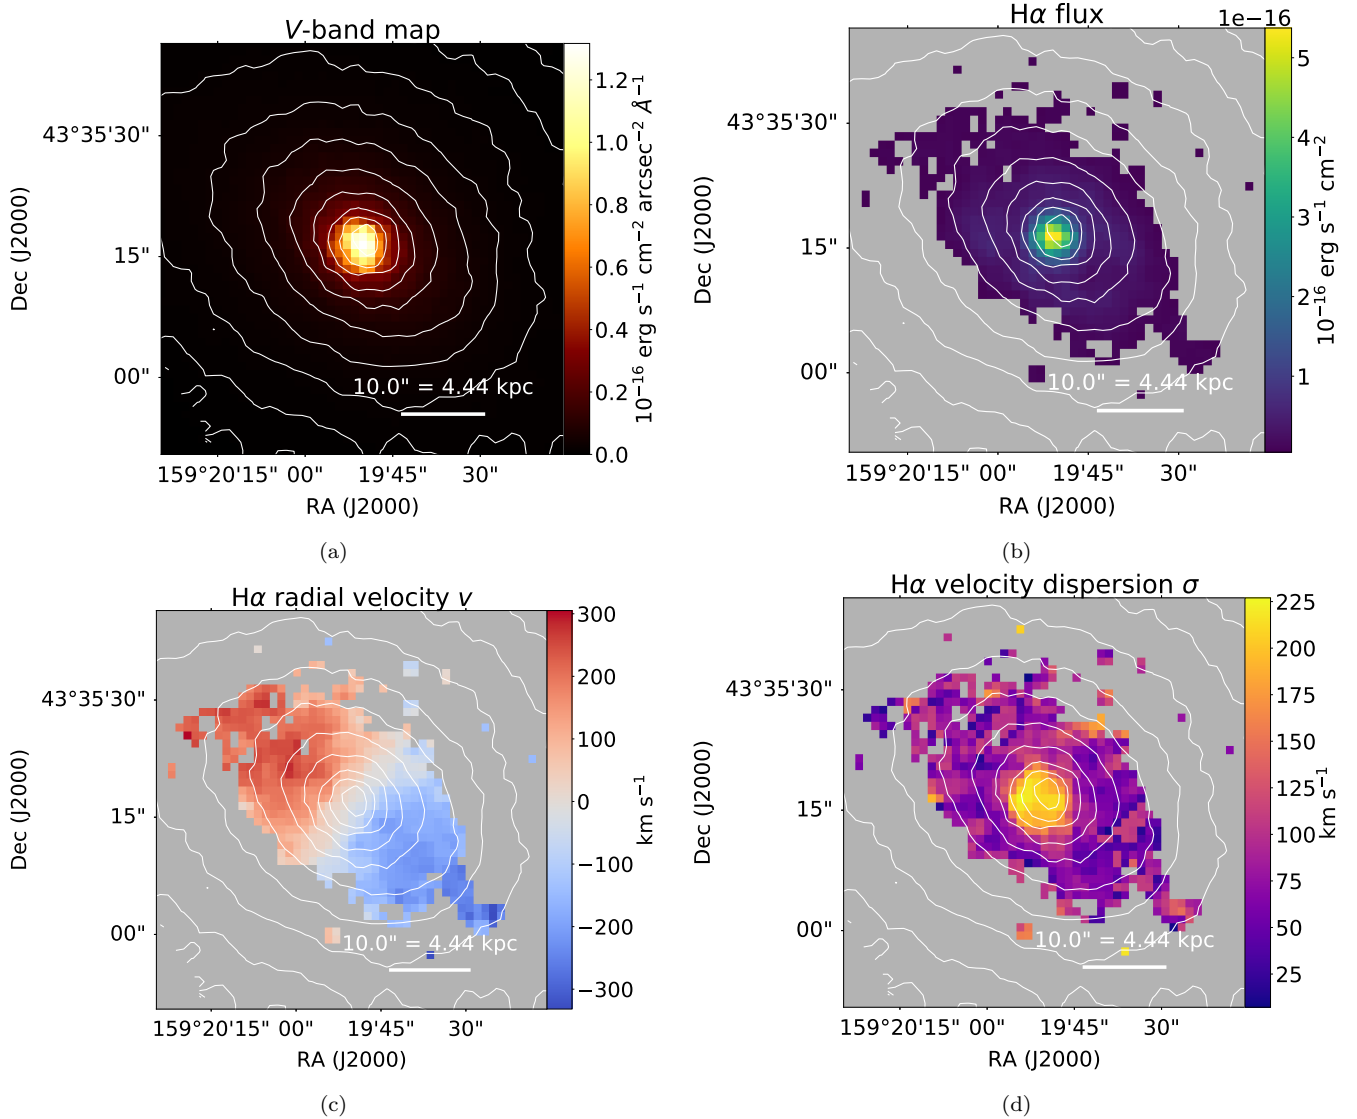 V-band map
1.2
1.0
0.8
0.6
0.4
0.2
0.0
10⁻¹⁶ erg s⁻¹ cm⁻² arcsec⁻² Å⁻¹
43°35'30"
15"
00"
Dec (J2000)
10.0" = 4.44 kpc
159°20'15" 00" 19'45" 30"
RA (J2000)
(a)
Hα flux
1e−16
5
4
3
2
1
10⁻¹⁶ erg s⁻¹ cm⁻²
43°35'30"
15"
00"
Dec (J2000)
10.0" = 4.44 kpc
159°20'15" 00" 19'45" 30"
RA (J2000)
(b)
Hα radial velocity v
300
200
100
0
−100
−200
−300
km s⁻¹
43°35'30"
15"
00"
Dec (J2000)
10.0" = 4.44 kpc
159°20'15" 00" 19'45" 30"
RA (J2000)
(c)
Hα velocity dispersion σ
225
200
175
150
125
100
75
50
25
km s⁻¹
43°35'30"
15"
00"
Dec (J2000)
10.0" = 4.44 kpc
159°20'15" 00" 19'45" 30"
RA (J2000)
(d)